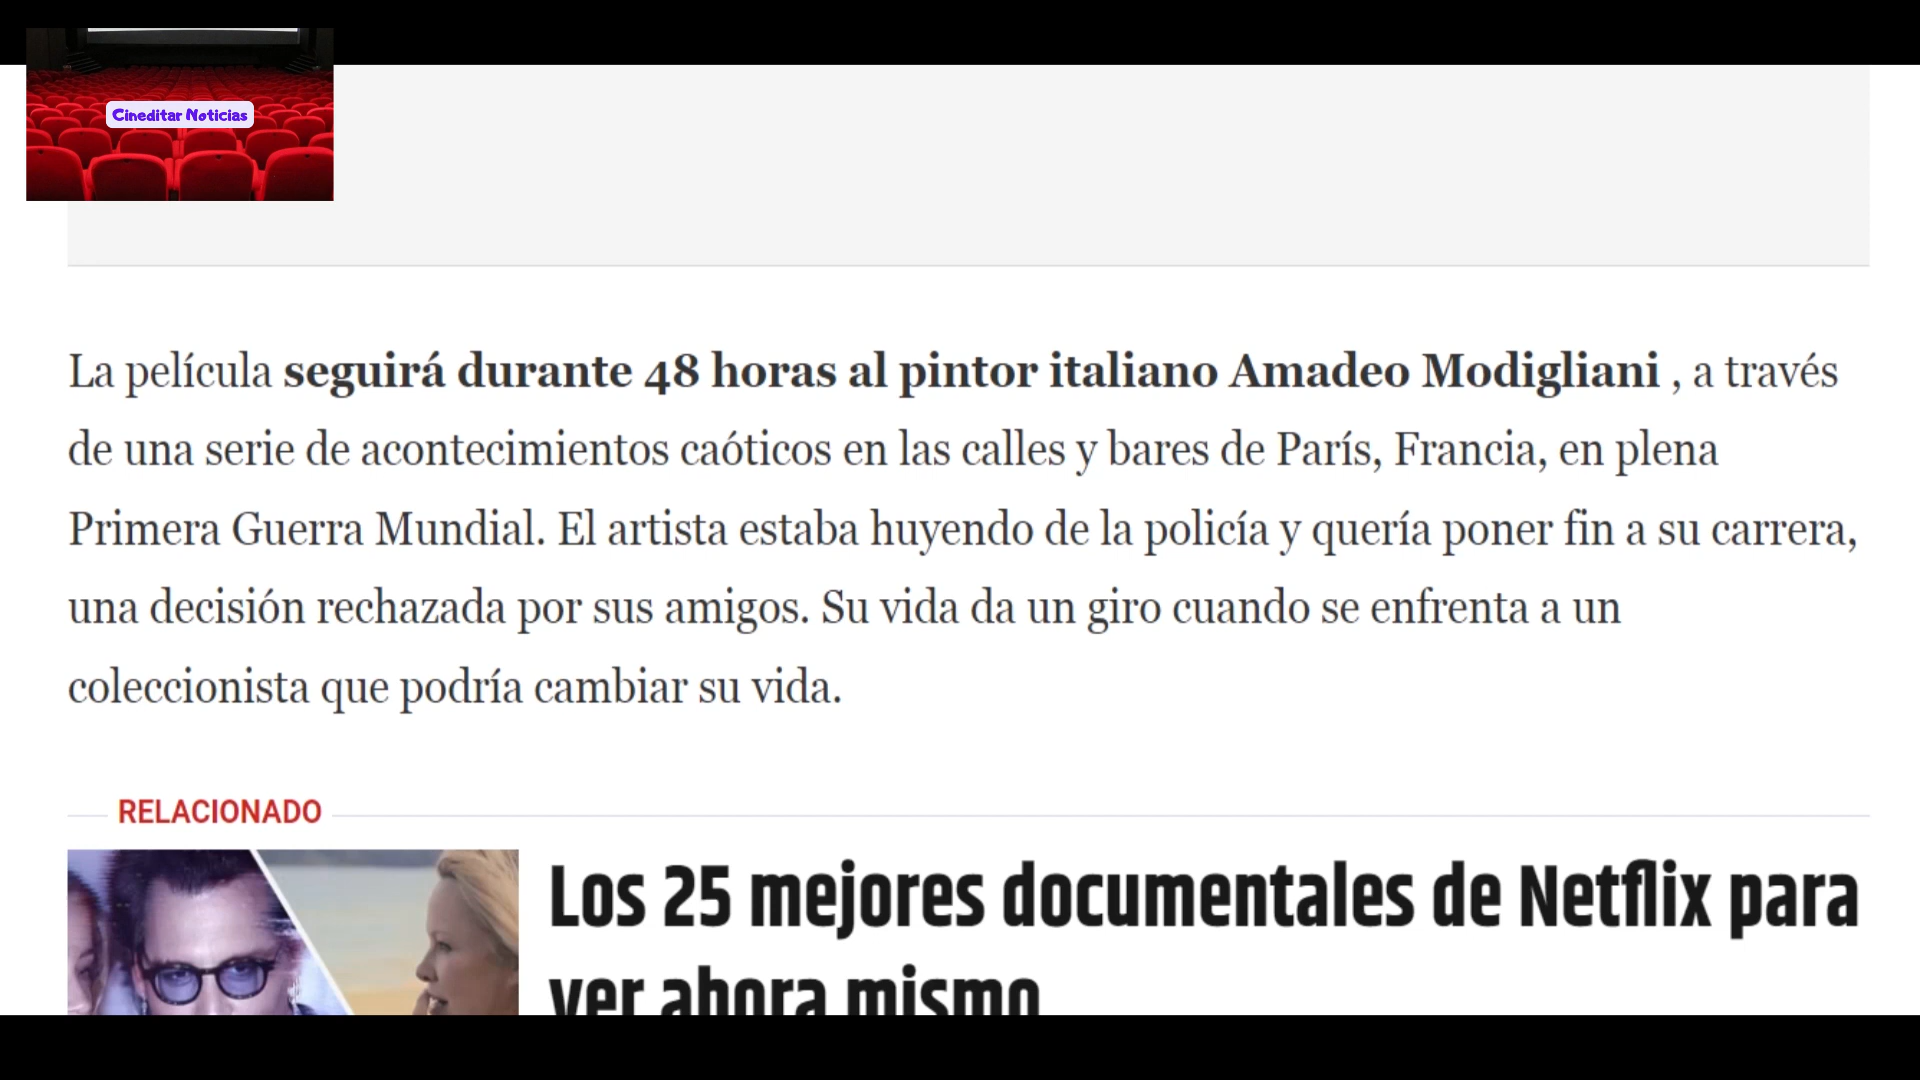 Cineditar Noticias
La película seguirá durante 48 horas al pintor italiano Amadeo Modigliani , a través
de una serie de acontecimientos caóticos en las calles y bares de París, Francia, en plena
Primera Guerra Mundial. El artista estaba huyendo de la policía y quería poner fin a su carrera,
una decisión rechazada por sus amigos. Su vida da un giro cuando se enfrenta a un
coleccionista que podría cambiar su vida.
RELACIONADO
Los 25 mejores documentales de Netflix para
ver ahora mismo